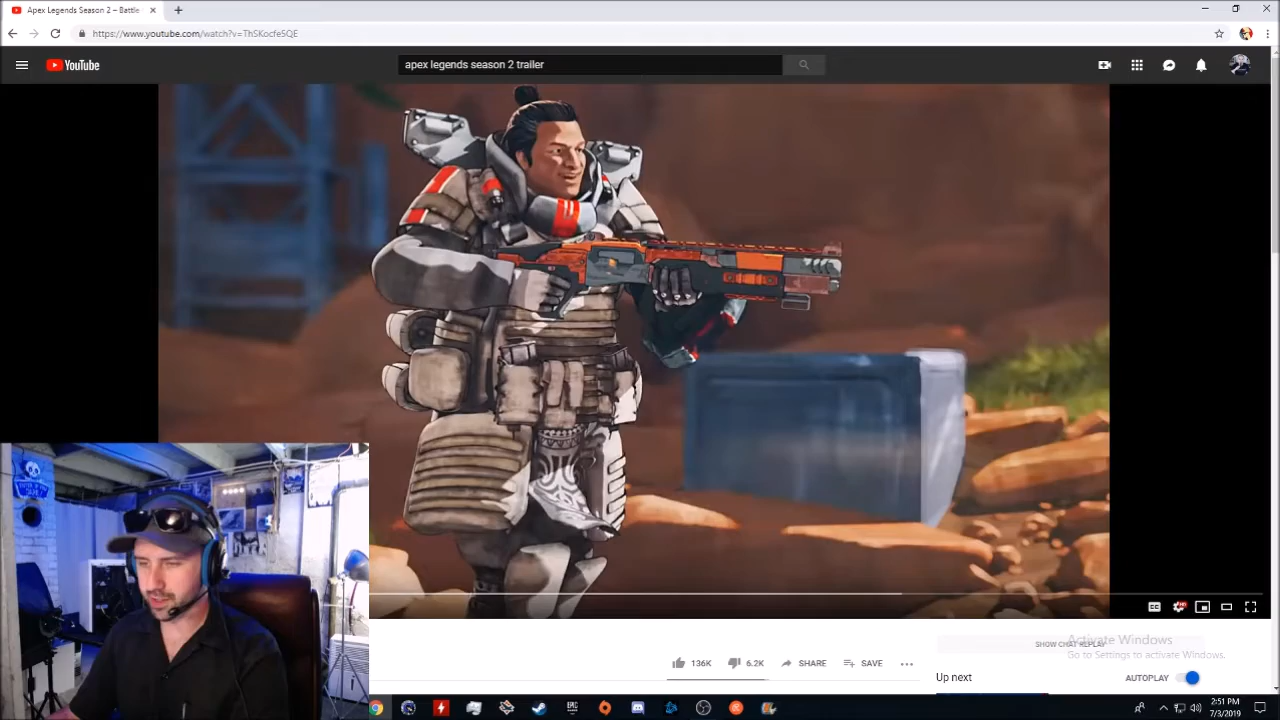 Apex Legends Season 2 – Battle
https://www.youtube.com/watch?v=ThSKocfe5QE
YouTube
apex legends season 2 trailer
CC
136K
6.2K
SHARE
SAVE
SHOW CHAT REPLAY
Activate Windows
Go to Settings to activate Windows.
Up next
AUTOPLAY
2:51 PM
7/3/2019